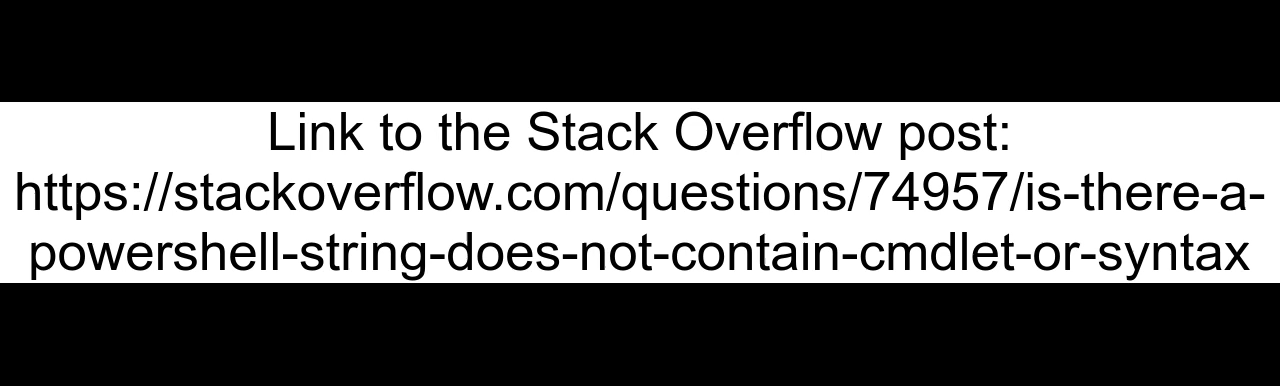 Link to the Stack Overflow post:
https://stackoverflow.com/questions/74957/is-there-a-
powershell-string-does-not-contain-cmdlet-or-syntax